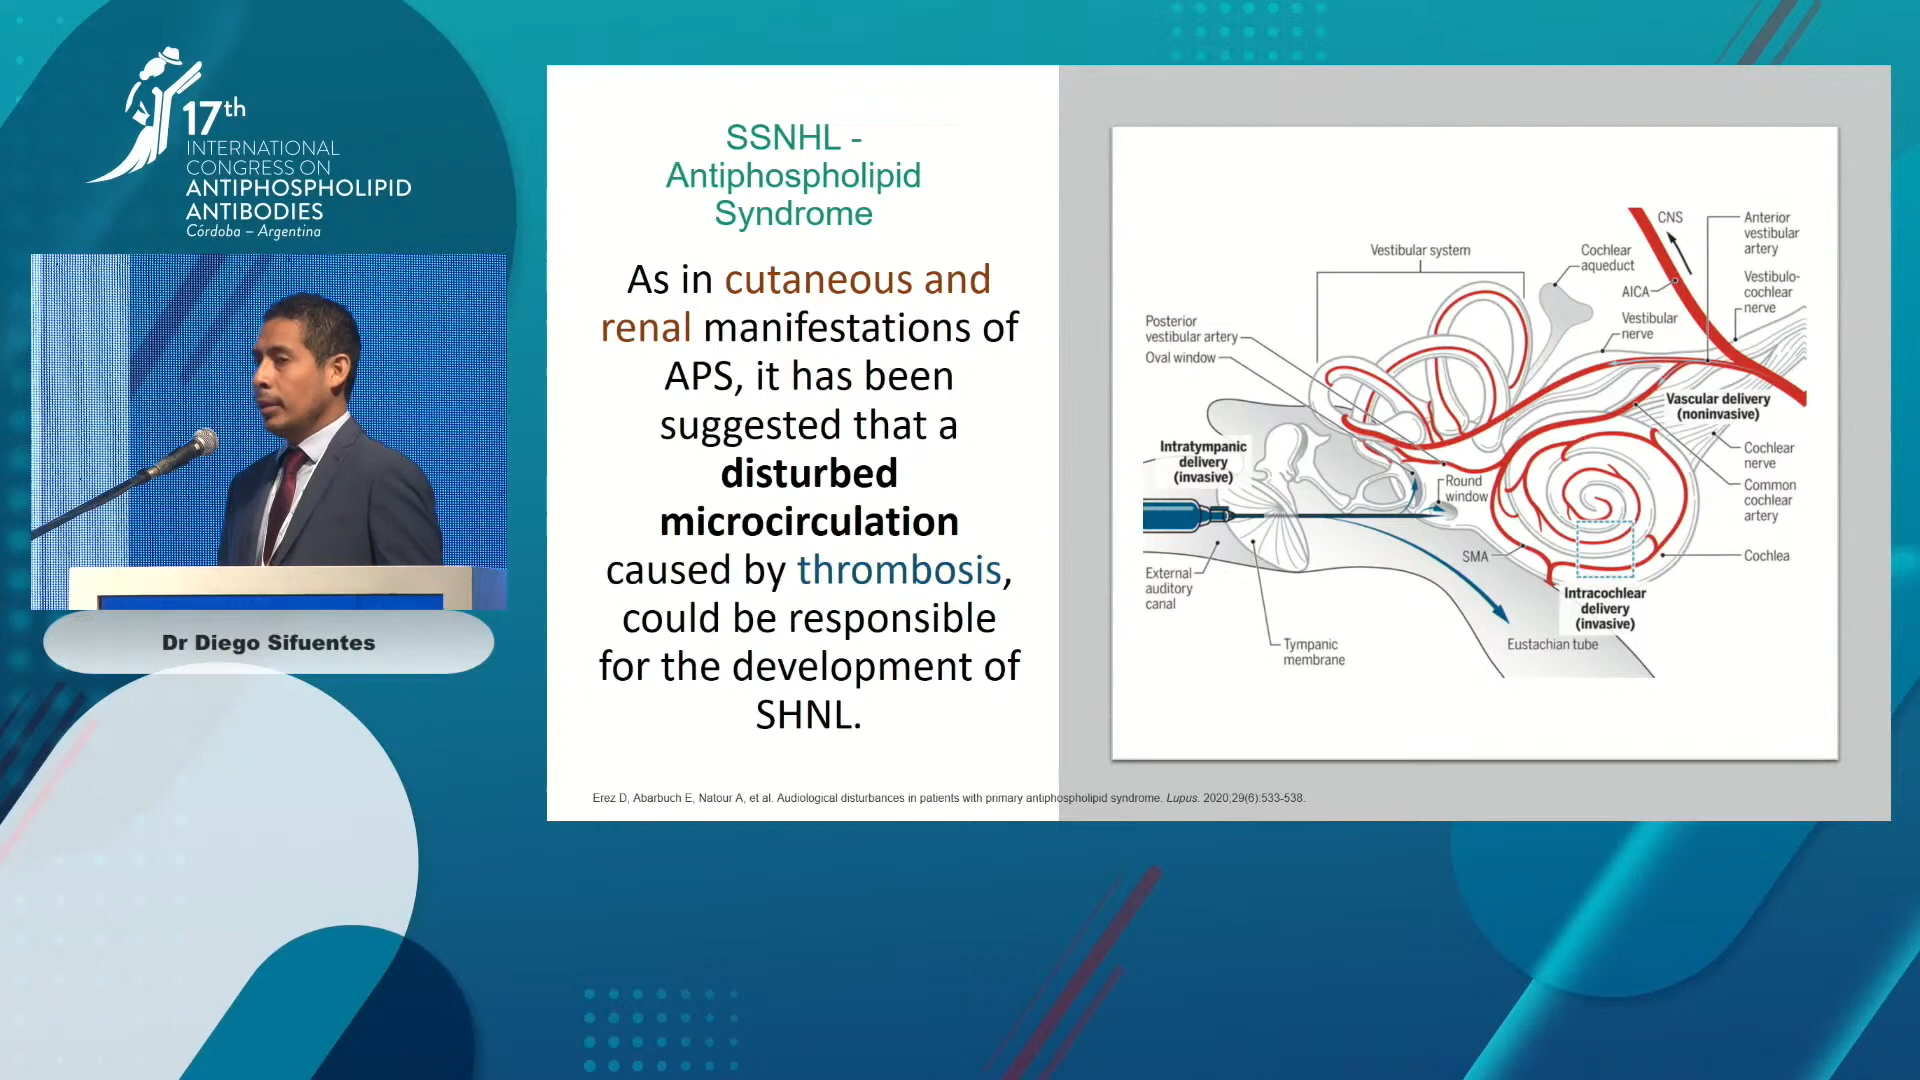 17th
INTERNATIONAL
CONGRESS ON
ANTIPHOSPHOLIPID
ANTIBODIES
Córdoba – Argentina
Dr Diego Sifuentes
SSNHL -
Antiphospholipid
Syndrome
As in cutaneous and
renal manifestations of
APS, it has been
suggested that a
disturbed
microcirculation
caused by thrombosis,
could be responsible
for the development of
SHNL.
Erez D, Abarbuch E, Natour A, et al. Audiological disturbances in patients with primary antiphospholipid syndrome. Lupus. 2020,29(6):533-538.
CNS
Anterior
vestibular
artery
Vestibular system
Cochlear
aqueduct
AICA
Vestibulo-
cochlear
nerve
Vestibular
nerve
Posterior
vestibular artery
Oval window
Vascular delivery
(noninvasive)
Intratympanic
delivery
(invasive)
Round
window
Cochlear
nerve
Common
cochlear
artery
SMA
Cochlea
External
auditory
canal
Intracochlear
delivery
(invasive)
Tympanic
membrane
Eustachian tube